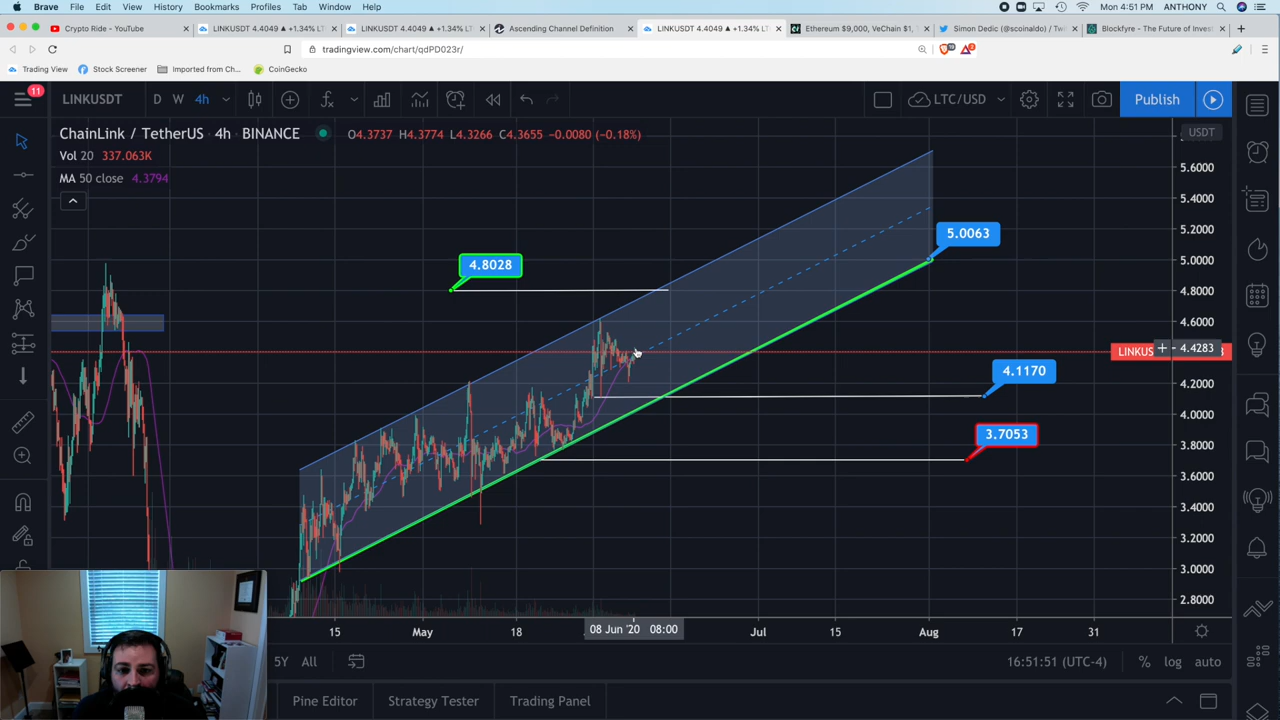 Brave File Edit View History Bookmarks Profiles Tab Window Help
Mon 4:51 PM ANTHONY
Crypto Ride - YouTube
LINKUSDT 4.4049 ▲ +1.34% LT
LINKUSDT 4.4049 ▲ +1.34% LT
Ascending Channel Definition
LINKUSDT 4.4049 ▲ +1.34% LT
Ethereum $9,000, VeChain $1,
Simon Dedic (@scoinaldo) / Tw
Blockfyre - The Future of Invest
tradingview.com/chart/qdPD023r/
Trading View
Stock Screener
Imported from Ch...
CoinGecko
11
LINKUSDT D W 4h
LTC/USD
Publish
ChainLink / TetherUS 4h BINANCE
O4.3737 H4.3774 L4.3266 C4.3655 −0.0080 (−0.18%)
USDT
Vol 20 337.063K
MA 50 close 4.3794
5.6000
5.4000
5.2000
5.0063
5.0000
4.8028
4.8000
4.6000
LINKUS
4.4283
4.2000
4.1170
4.0000
3.7053
3.8000
3.6000
3.4000
3.2000
3.0000
2.8000
15
May
18
08 Jun '20 08:00
Jul
15
Aug
17
31
5Y All
16:51:51 (UTC-4)
% log auto
Pine Editor
Strategy Tester
Trading Panel